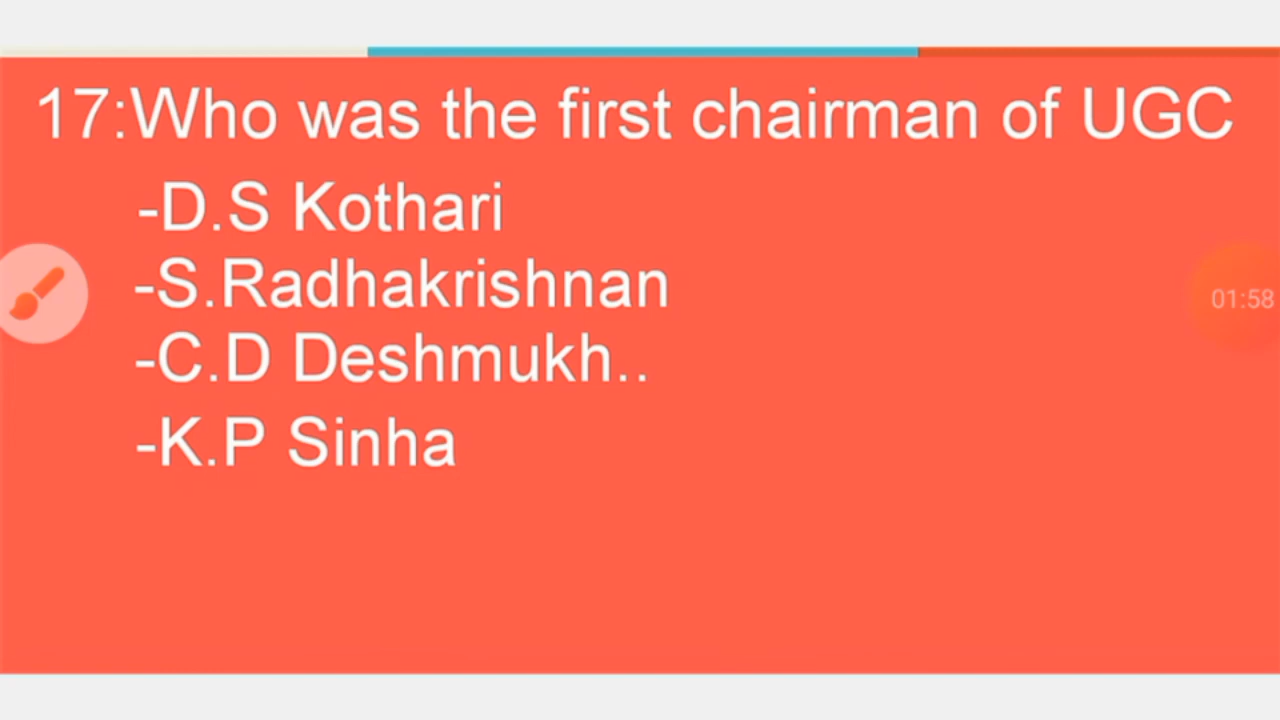 17:Who was the first chairman of UGC
-D.S Kothari
-S.Radhakrishnan
01:58
-C.D Deshmukh..
-K.P Sinha